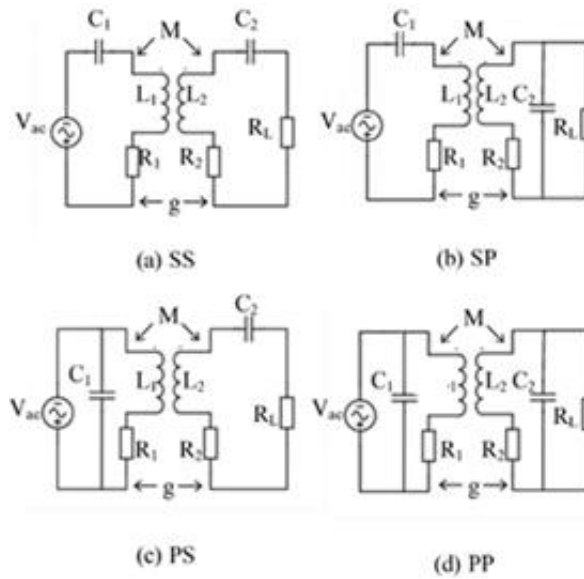 C1 M C2
L1 L2
Vac RL
R1 R2
g
(a) SS
C1 M
L1 L2 C2
RL
R1 R2
g
(b) SP
M C2
C1 L1 L2
Vac RL
R1 R2
g
(c) PS
M
C1 L2 C2
Vac RL
R1 R2
g
(d) PP